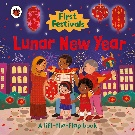 First Festivals
Lunar New Year
A lift-the-flap book